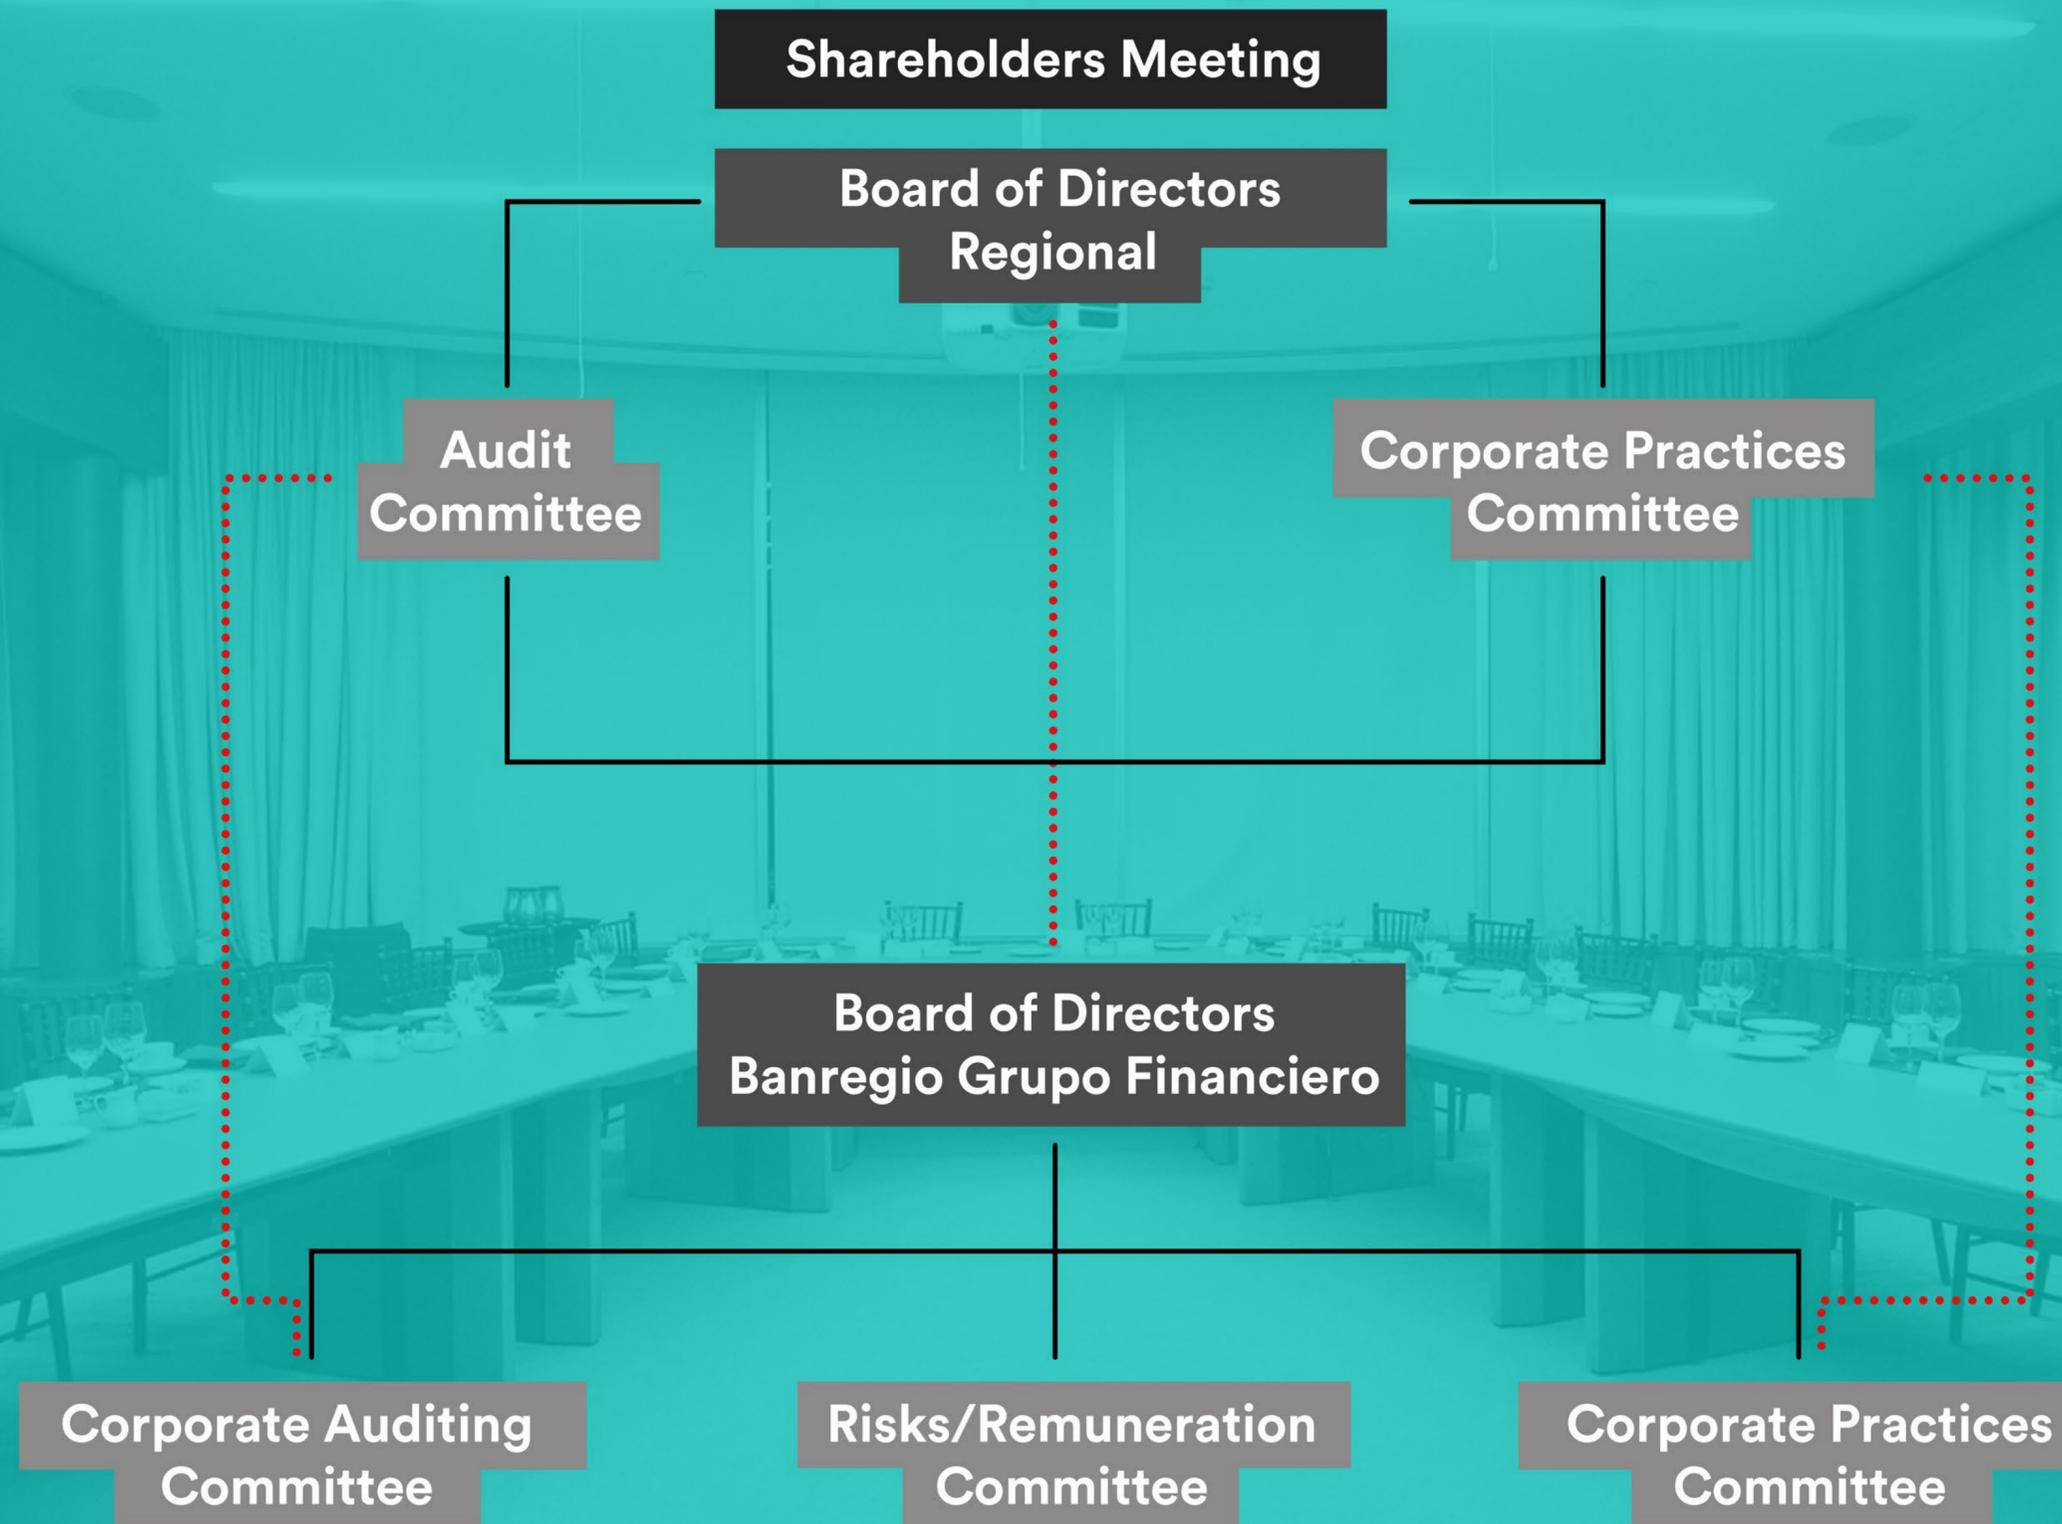 Shareholders Meeting
Board of Directors
Regional
Audit
Committee
Corporate Practices
Committee
Board of Directors
Banregio Grupo Financiero
Corporate Auditing
Committee
Risks/Remuneration
Committee
Corporate Practices
Committee